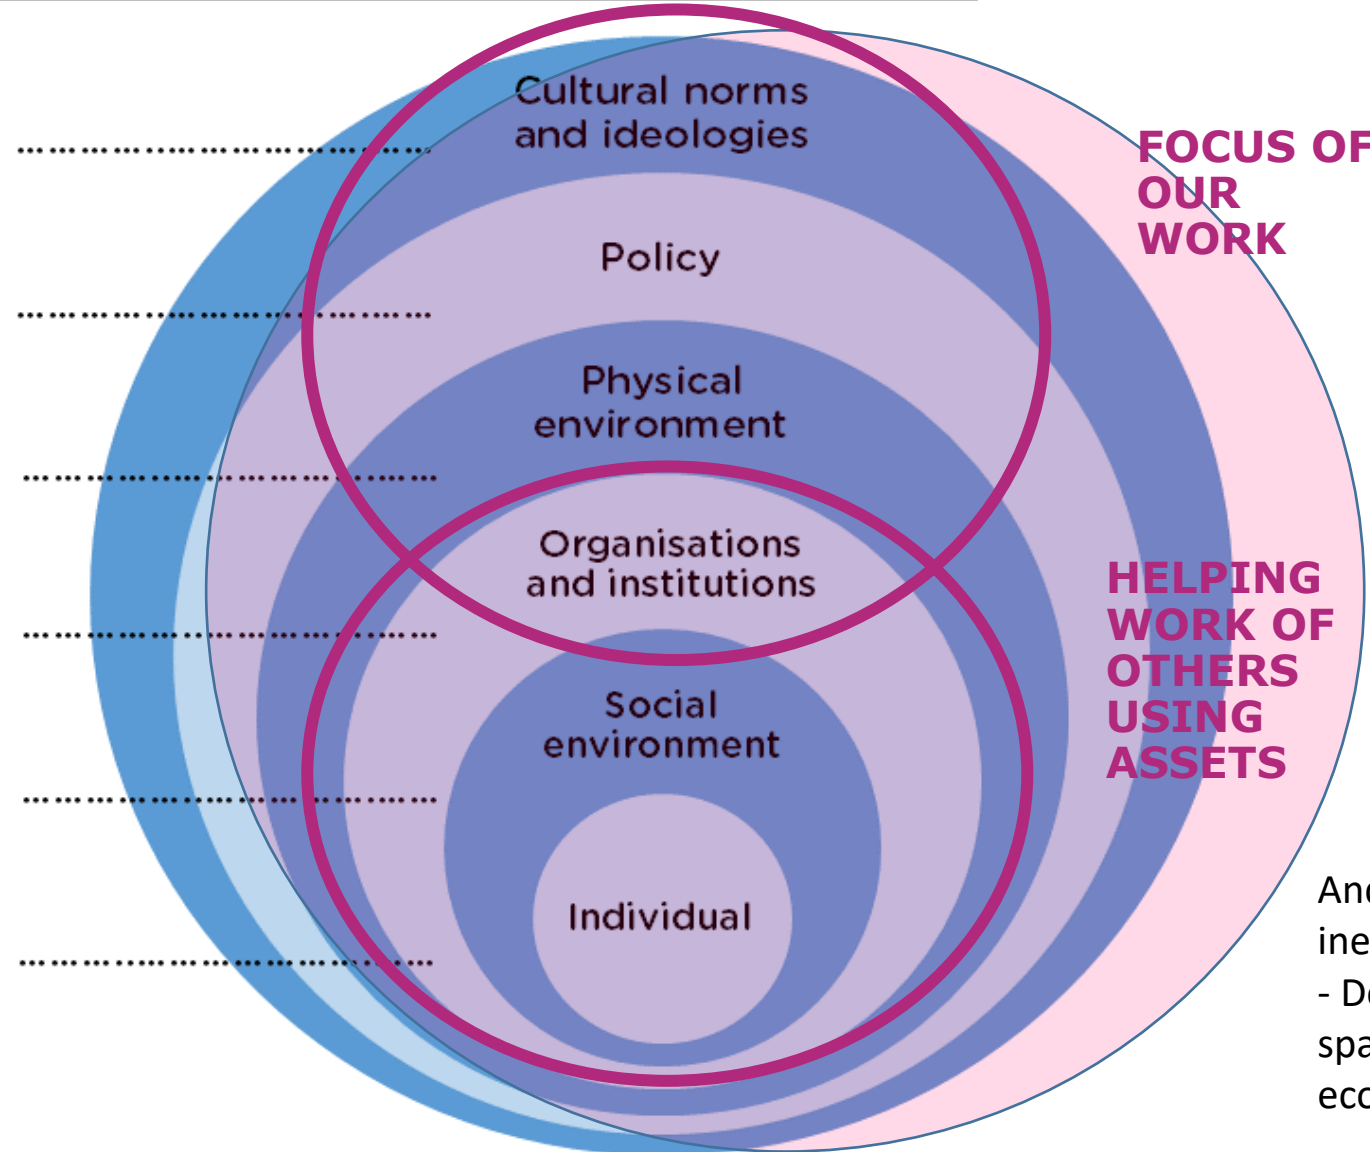 Cultural norms
and ideologies
FOCUS OF
OUR
WORK
Policy
Physical
environment
Organisations
and institutions
HELPING
WORK OF
OTHERS
USING
ASSETS
Social
environment
Individual